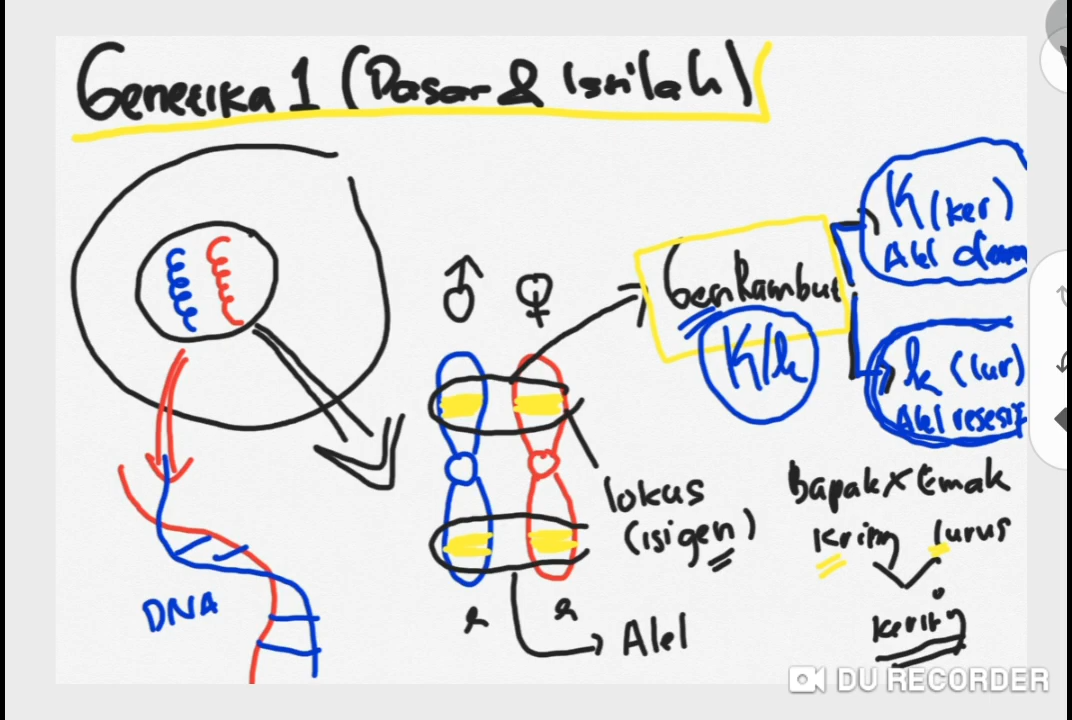 Genetika 1 (Dasar & Istilah)
K (ker)
Alel dom
Gen Rambut
K/k
k (lur)
Alel resesif
lokus
(isi gen)
Bapak X Emak
Kriting lurus
keriting
DNA
Alel
DU RECORDER